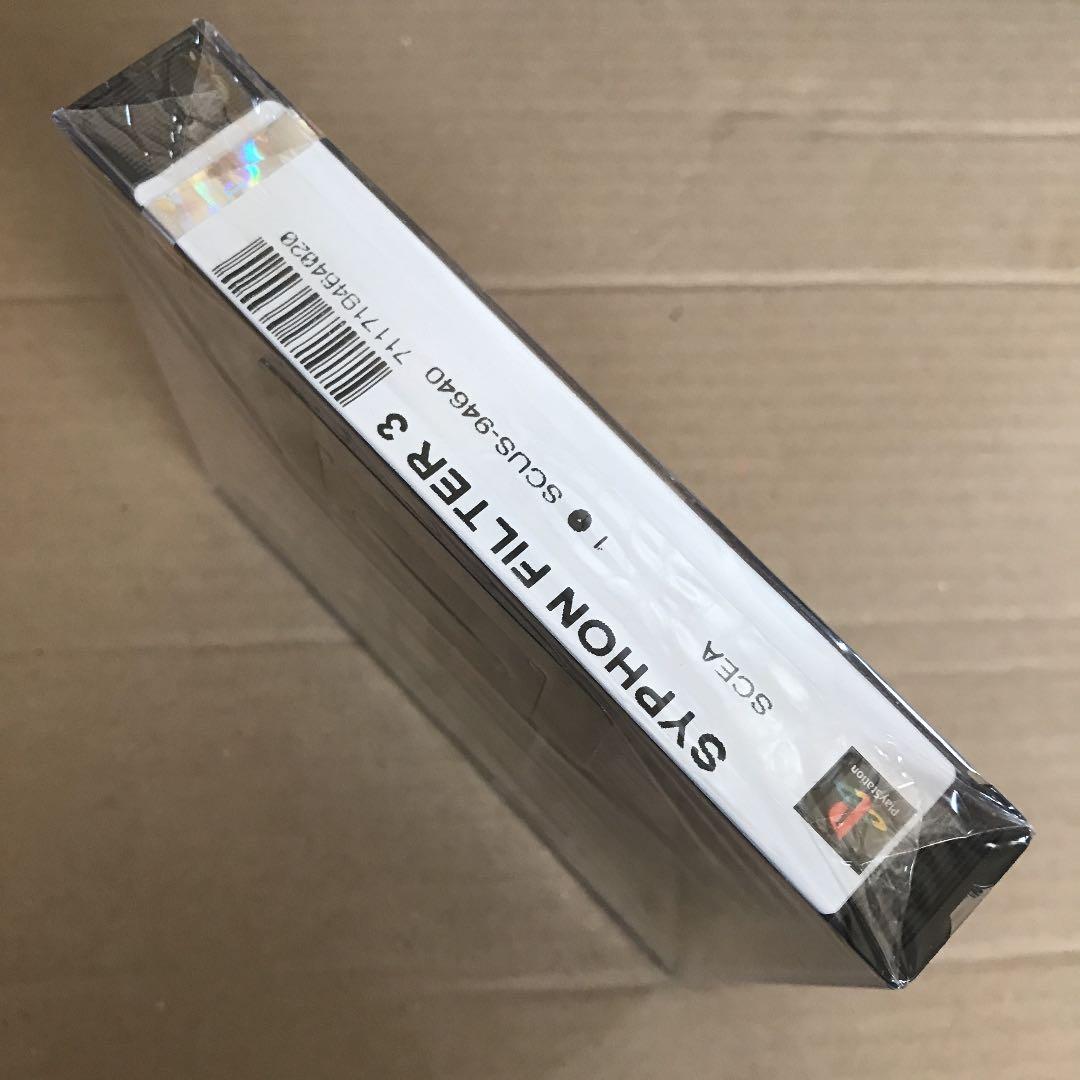 PlayStation
SCEA
1 SCUS-94640 711719464020
SYPHON FILTER 3